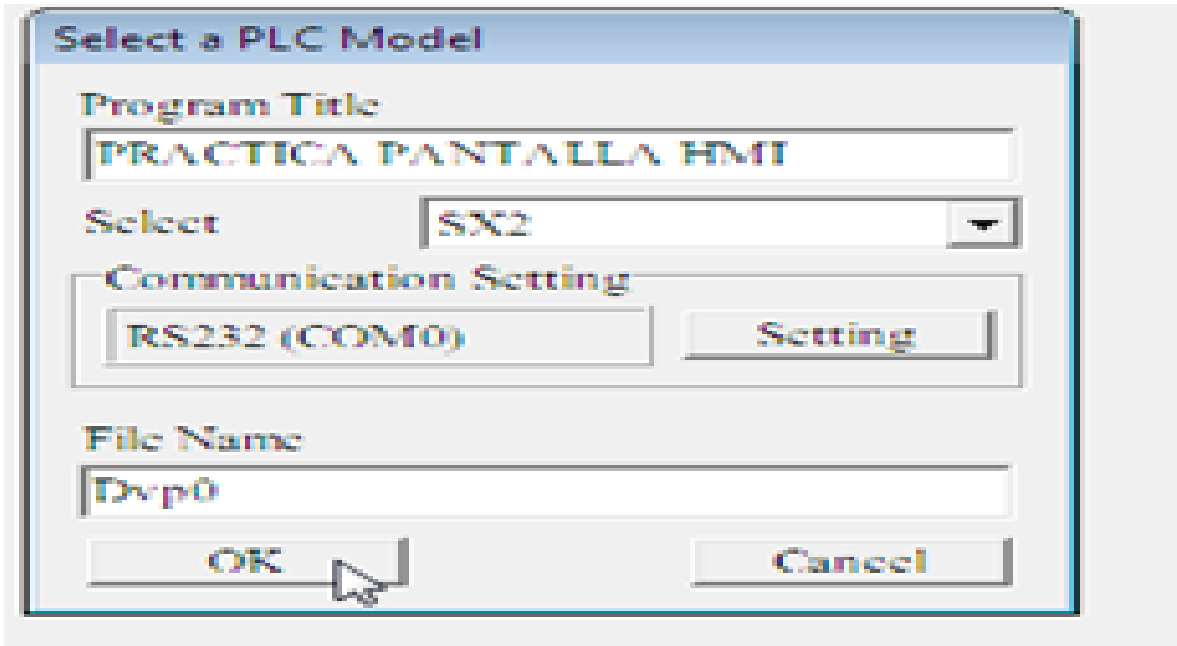 Select a PLC Model
Program Title
PRACTICA PANTALLA HMI
Select SX2
Communication Setting
RS232 (COM0) Setting
File Name
Dvp0
OK Cancel